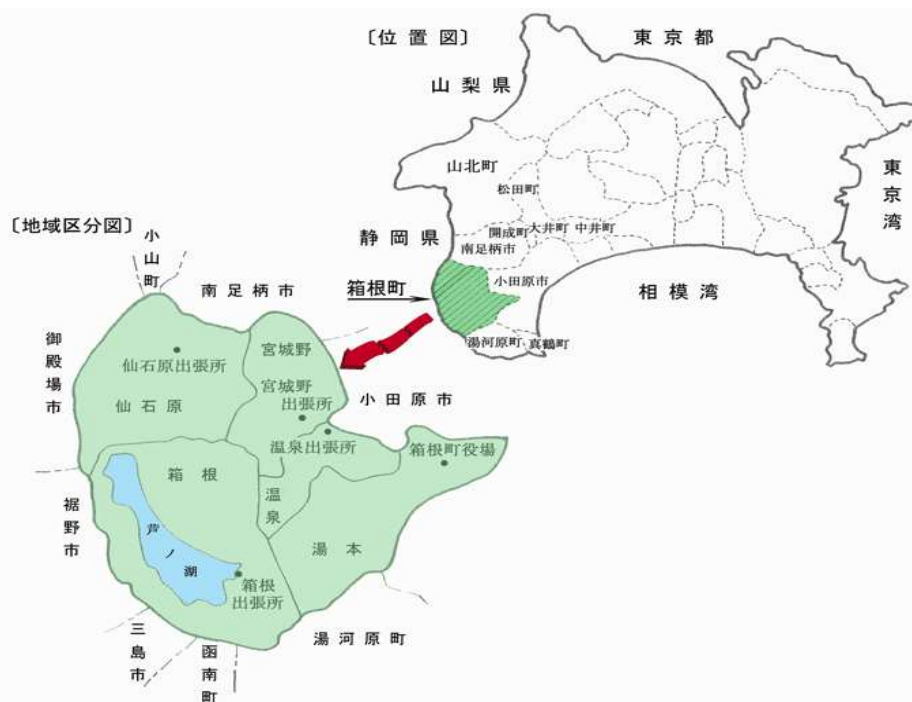 〔位置図〕
東京都
山梨県
山北町
松田町
東京湾
静岡県
開成町
大井町
中井町
南足柄市
箱根町
小田原市
相模湾
湯河原町
真鶴町
〔地域区分図〕
小山町
南足柄市
御殿場市
宮城野
仙石原出張所
宮城野
出張所
小田原市
仙石原
温泉出張所
箱根町役場
箱根
温泉
裾野市
芦ノ湖
湯本
箱根
出張所
三島市
函南町
湯河原町